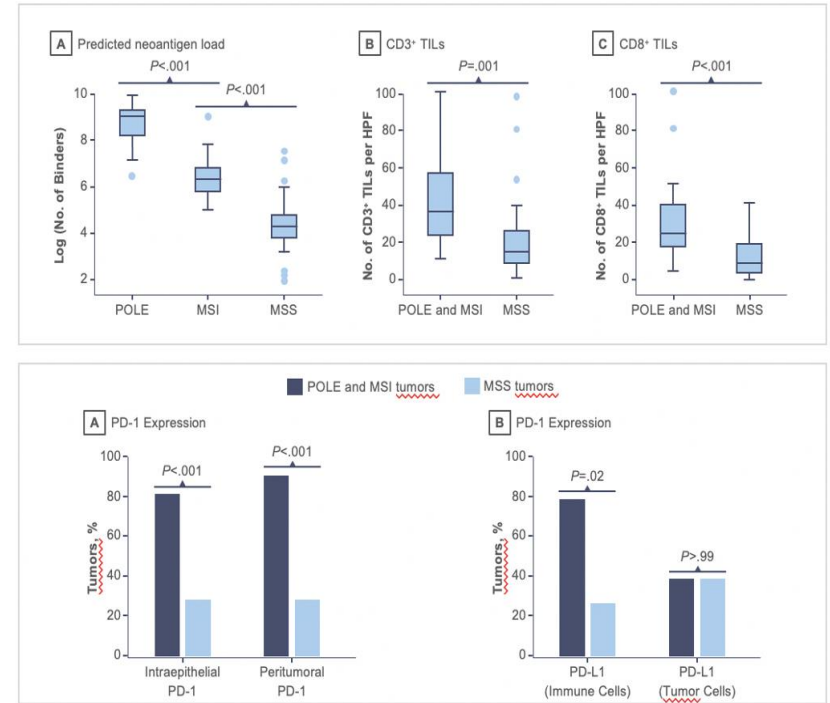 A Predicted neoantigen load
P<.001
P<.001
Log (No. of Binders)
10
8
6
4
2
POLE MSI MSS
B CD3+ TILs
P=.001
No. of CD3+ TILs per HPF
100
80
60
40
20
0
POLE and MSI MSS
C CD8+ TILs
P<.001
No. of CD8+ TILs per HPF
100
80
60
40
20
0
POLE and MSI MSS
POLE and MSI tumors MSS tumors
A PD-1 Expression
P<.001
P<.001
Tumors, %
100
80
60
40
20
0
Intraepithelial
PD-1
Peritumoral
PD-1
B PD-1 Expression
P=.02
P>.99
Tumors, %
100
80
60
40
20
0
PD-L1
(Immune Cells)
PD-L1
(Tumor Cells)